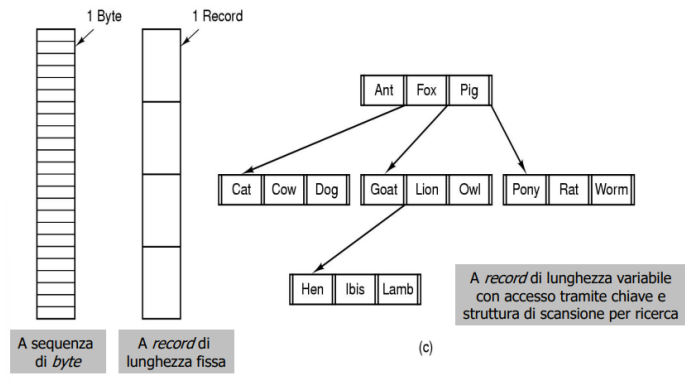 1 Byte
1 Record
Ant Fox Pig
Cat Cow Dog
Goat Lion Owl
Pony Rat Worm
Hen Ibis Lamb
A sequenza
di byte
A record di
lunghezza fissa
(c)
A record di lunghezza variabile
con accesso tramite chiave e
struttura di scansione per ricerca